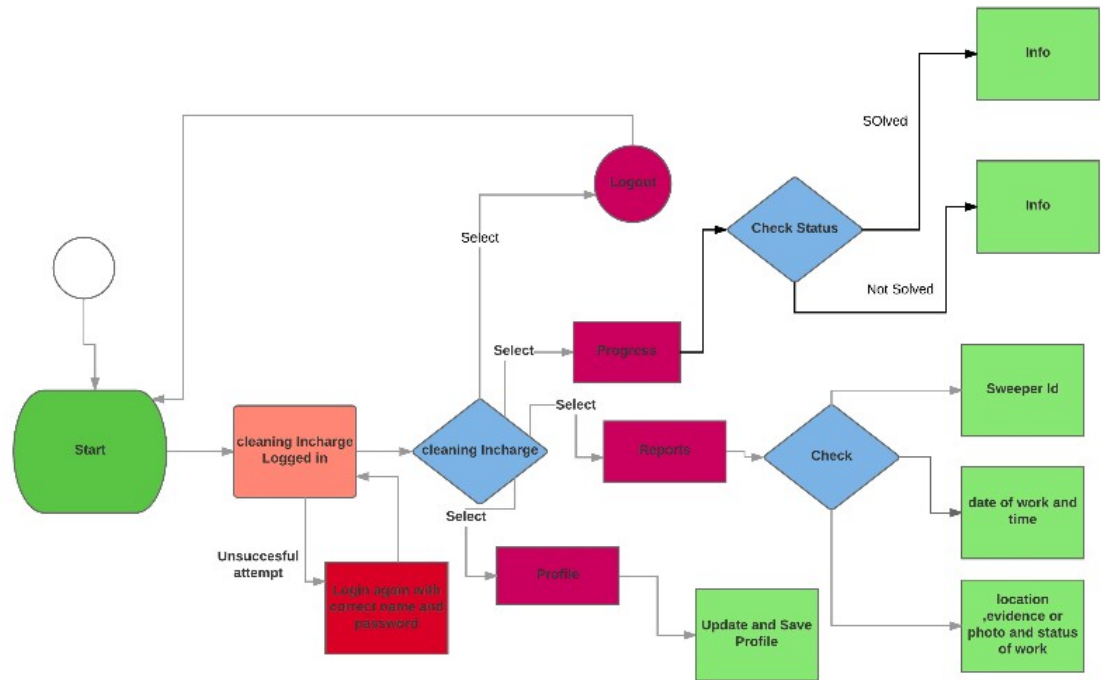 Info
SOlved
Logout
Info
Check Status
Select
Not Solved
Select
Progress
Sweeper Id
Select
Start
cleaning Incharge
Logged in
cleaning Incharge
Reports
Check
date of work and
time
Select
Unsuccesful
attempt
Login again with
correct name and
password
Profile
Update and Save
Profile
location
,evidence or
photo and status
of work